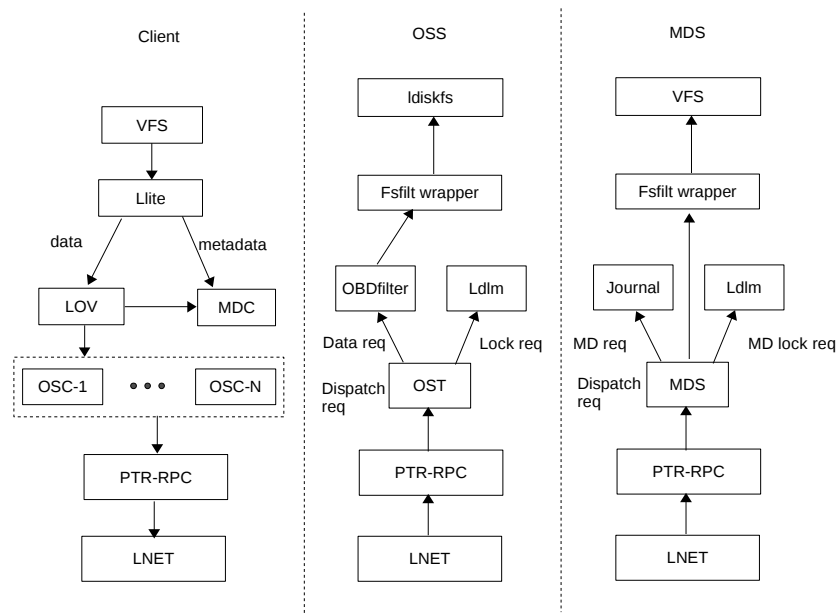 Client
VFS
Llite
data
metadata
LOV
MDC
OSC-1
OSC-N
PTR-RPC
LNET
OSS
ldiskfs
Fsfilt wrapper
OBDfilter
Ldlm
Data req
Lock req
Dispatch
req
OST
PTR-RPC
LNET
MDS
VFS
Fsfilt wrapper
Journal
Ldlm
MD req
MD lock req
Dispatch
req
MDS
PTR-RPC
LNET